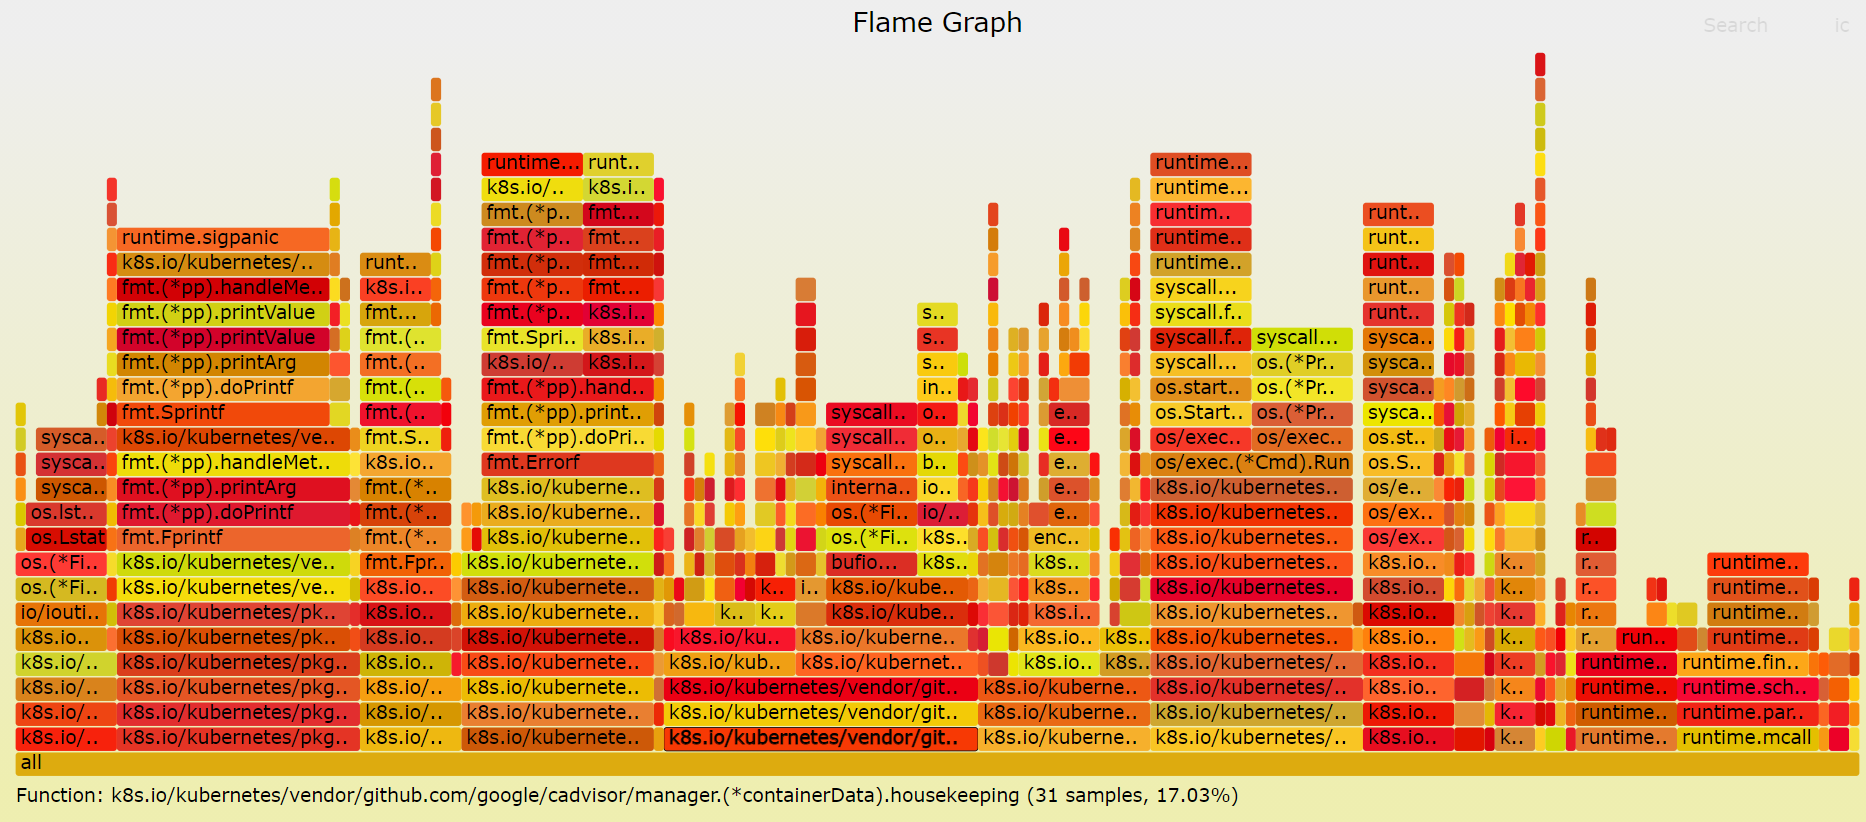 Flame Graph
Search ic
runtime... runt.. runtime...
k8s.io/.. k8s.i.. runtime...
fmt.(*p.. fmt... runtim.. runt..
runtime.sigpanic fmt.(*p.. fmt... runtime.. runt..
k8s.io/kubernetes/.. runt.. fmt.(*p.. fmt... runtime.. runt..
fmt.(*pp).handleMe.. k8s.i.. fmt.(*p.. fmt... syscall... runt..
fmt.(*pp).printValue fmt... fmt.(*p.. k8s.i.. s.. syscall.f.. runt..
fmt.(*pp).printValue fmt.(.. fmt.Spri.. k8s.i.. s.. syscall.f.. syscall... sysca..
fmt.(*pp).printArg fmt.(.. k8s.io/.. k8s.i.. s.. syscall... os.(*Pr.. sysca..
fmt.(*pp).doPrintf fmt.(.. fmt.(*pp).hand.. in.. os.start.. os.(*Pr.. sysca..
fmt.Sprintf fmt.(.. fmt.(*pp).print.. syscall.. o.. e.. os.Start.. os.(*Pr.. sysca..
sysca.. k8s.io/kubernetes/ve.. fmt.S.. fmt.(*pp).doPri.. syscall.. o.. e.. os/exec.. os/exec.. os.st.. i..
sysca.. fmt.(*pp).handleMet.. k8s.io.. fmt.Errorf syscall.. b.. e.. os/exec.(*Cmd).Run os.S..
sysca.. fmt.(*pp).printArg fmt.(*.. k8s.io/kuberne.. interna.. io.. e.. k8s.io/kubernetes.. os/e..
os.lst.. fmt.(*pp).doPrintf fmt.(*.. k8s.io/kuberne.. os.(*Fi.. io/.. e.. k8s.io/kubernetes.. os/ex..
os.Lstat fmt.Fprintf fmt.(*.. k8s.io/kuberne.. os.(*Fi.. k8s.. enc.. k8s.io/kubernetes.. os/ex.. r..
os.(*Fi.. k8s.io/kubernetes/ve.. fmt.Fpr.. k8s.io/kubernete.. bufio... k8s.. k8s.. k8s.io/kubernetes.. k8s.io.. k.. r.. runtime..
os.(*Fi.. k8s.io/kubernetes/ve.. k8s.io.. k8s.io/kubernete.. k.. i.. k8s.io/kube.. k8s.. k8s.. k8s.io/kubernetes.. k8s.io.. k.. r.. runtime..
io/iouti.. k8s.io/kubernetes/pk.. k8s.io.. k8s.io/kubernete.. k.. k.. k8s.io/kube.. k8s.i.. k8s.io/kubernetes.. k8s.io.. k.. r.. runtime..
k8s.io.. k8s.io/kubernetes/pk.. k8s.io.. k8s.io/kubernete.. k8s.io/ku.. k8s.io/kuberne.. k8s.io.. k8s.. k8s.io/kubernetes.. k8s.io.. k.. r.. run.. runtime..
k8s.io/.. k8s.io/kubernetes/pkg.. k8s.io.. k8s.io/kubernete.. k8s.io/kub.. k8s.io/kubernet.. k8s.io.. k8s.. k8s.io/kubernetes/.. k8s.io.. k.. runtime.. runtime.fin..
k8s.io/.. k8s.io/kubernetes/pkg.. k8s.io/.. k8s.io/kubernete.. k8s.io/kubernetes/vendor/git.. k8s.io/kuberne.. k8s.io/kubernetes/.. k8s.io.. k.. runtime.. runtime.sch..
k8s.io/.. k8s.io/kubernetes/pkg.. k8s.io/.. k8s.io/kubernete.. k8s.io/kubernetes/vendor/git.. k8s.io/kuberne.. k8s.io/kubernetes/.. k8s.io.. k.. runtime.. runtime.par..
k8s.io/.. k8s.io/kubernetes/pkg.. k8s.io/.. k8s.io/kubernete.. k8s.io/kubernetes/vendor/git.. k8s.io/kuberne.. k8s.io/kubernetes/.. k8s.io.. k.. runtime.. runtime.mcall
all
Function: k8s.io/kubernetes/vendor/github.com/google/cadvisor/manager.(*containerData).housekeeping (31 samples, 17.03%)